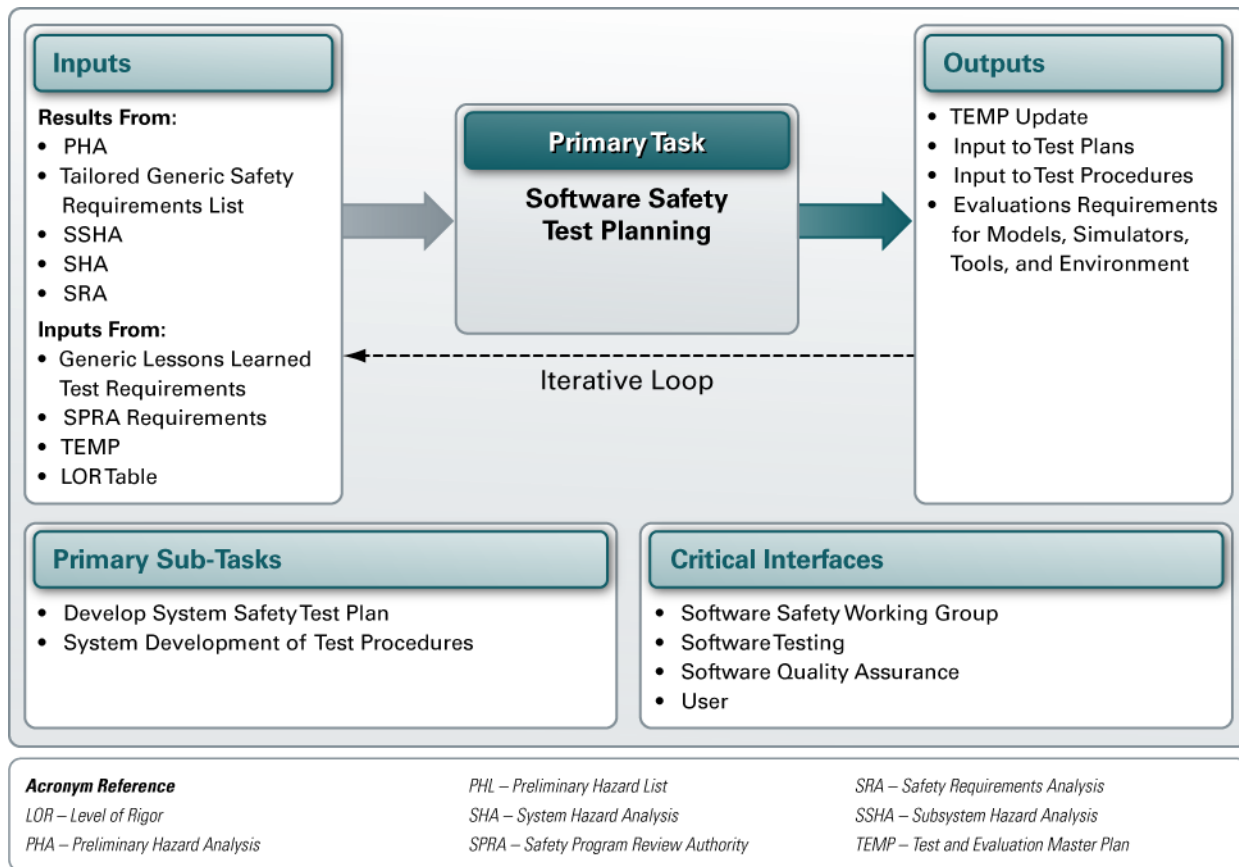 Inputs
Results From:
• PHA
• Tailored Generic Safety
Requirements List
• SSHA
• SHA
• SRA
Inputs From:
• Generic Lessons Learned
Test Requirements
• SPRA Requirements
• TEMP
• LOR Table
Primary Task
Software Safety
Test Planning
Iterative Loop
Outputs
• TEMP Update
• Input to Test Plans
• Input to Test Procedures
• Evaluations Requirements
for Models, Simulators,
Tools, and Environment
Primary Sub-Tasks
• Develop System Safety Test Plan
• System Development of Test Procedures
Critical Interfaces
• Software Safety Working Group
• Software Testing
• Software Quality Assurance
• User
Acronym Reference
LOR – Level of Rigor
PHA – Preliminary Hazard Analysis
PHL – Preliminary Hazard List
SHA – System Hazard Analysis
SPRA – Safety Program Review Authority
SRA – Safety Requirements Analysis
SSHA – Subsystem Hazard Analysis
TEMP – Test and Evaluation Master Plan